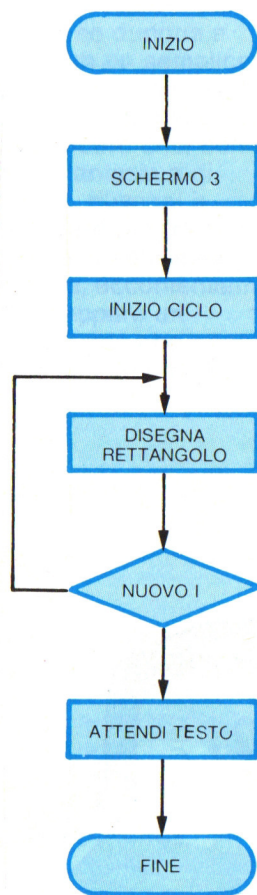 INIZIO
SCHERMO 3
INIZIO CICLO
DISEGNA
RETTANGOLO
NUOVO I
ATTENDI TESTO
FINE